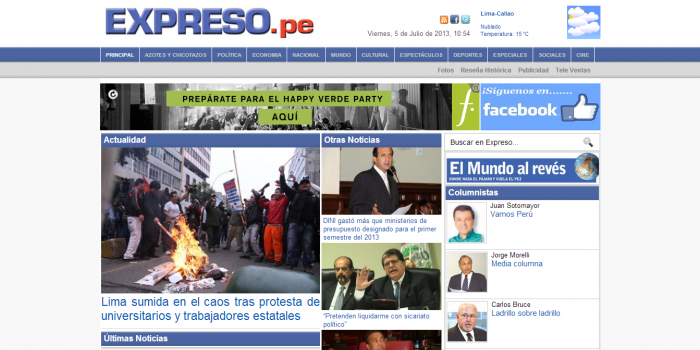 EXPRESO.pe
Viernes, 5 de Julio de 2013, 10:54
Lima-Callao
Nublado
Temperatura: 15 °C
PRINCIPAL
AZOTES Y CHICOTAZOS
POLÍTICA
ECONOMIA
NACIONAL
MUNDO
CULTURAL
ESPECTÁCULOS
DEPORTES
ESPECIALES
SOCIALES
CINE
Fotos
Reseña Histórica
Publicidad
Tele Ventas
PREPÁRATE PARA EL HAPPY VERDE PARTY
AQUÍ
f.
¡Síguenos en......
facebook
Actualidad
Lima sumida en el caos tras protesta de
universitarios y trabajadores estatales
Últimas Noticias
Otras Noticias
DINI gastó más que ministerios de
presupuesto designado para el primer
semestre del 2013
"Pretenden liquidarme con sicariato
político"
Buscar en Expreso...
El Mundo al revés
DONDE NADA EL PAJARO Y VUELA EL PEZ
Columnistas
Juan Sotomayor
Vamos Perú
Jorge Morelli
Media columna
Carlos Bruce
Ladrillo sobre ladrillo